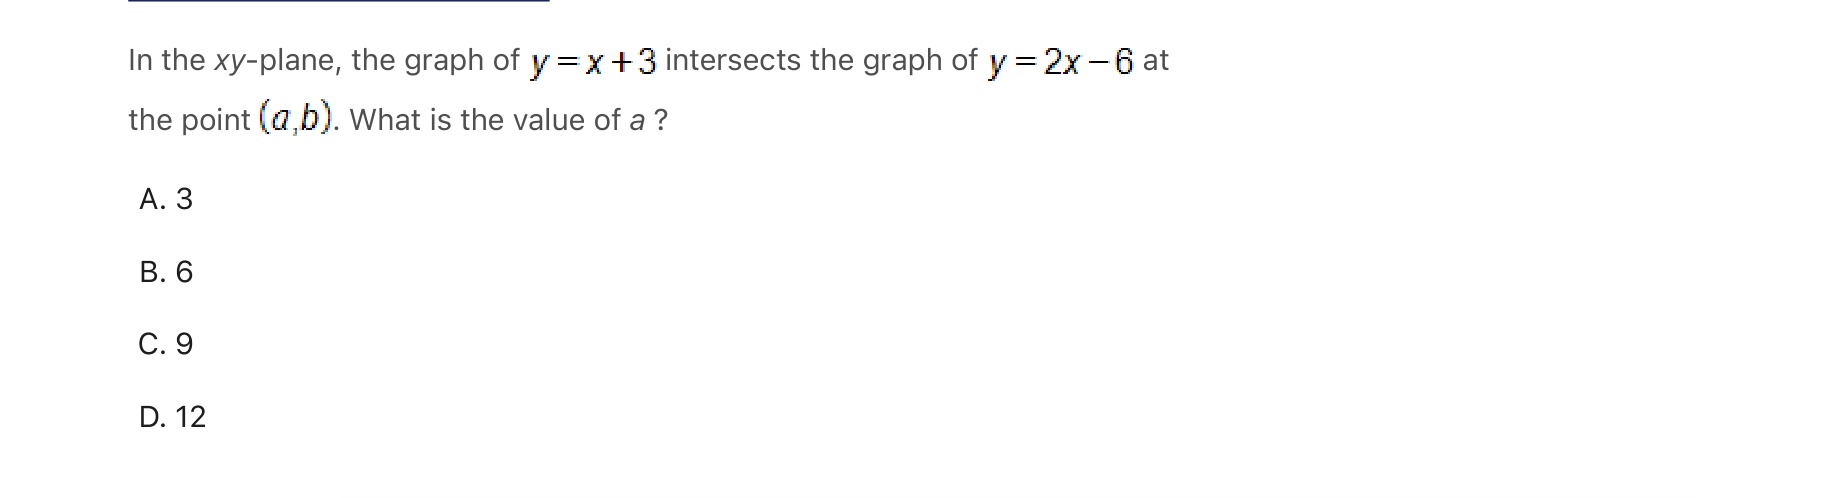 In the xy-plane, the graph of y = x + 3 intersects the graph of y = 2x − 6 at
the point (a,b). What is the value of a ?
A. 3
B. 6
C. 9
D. 12